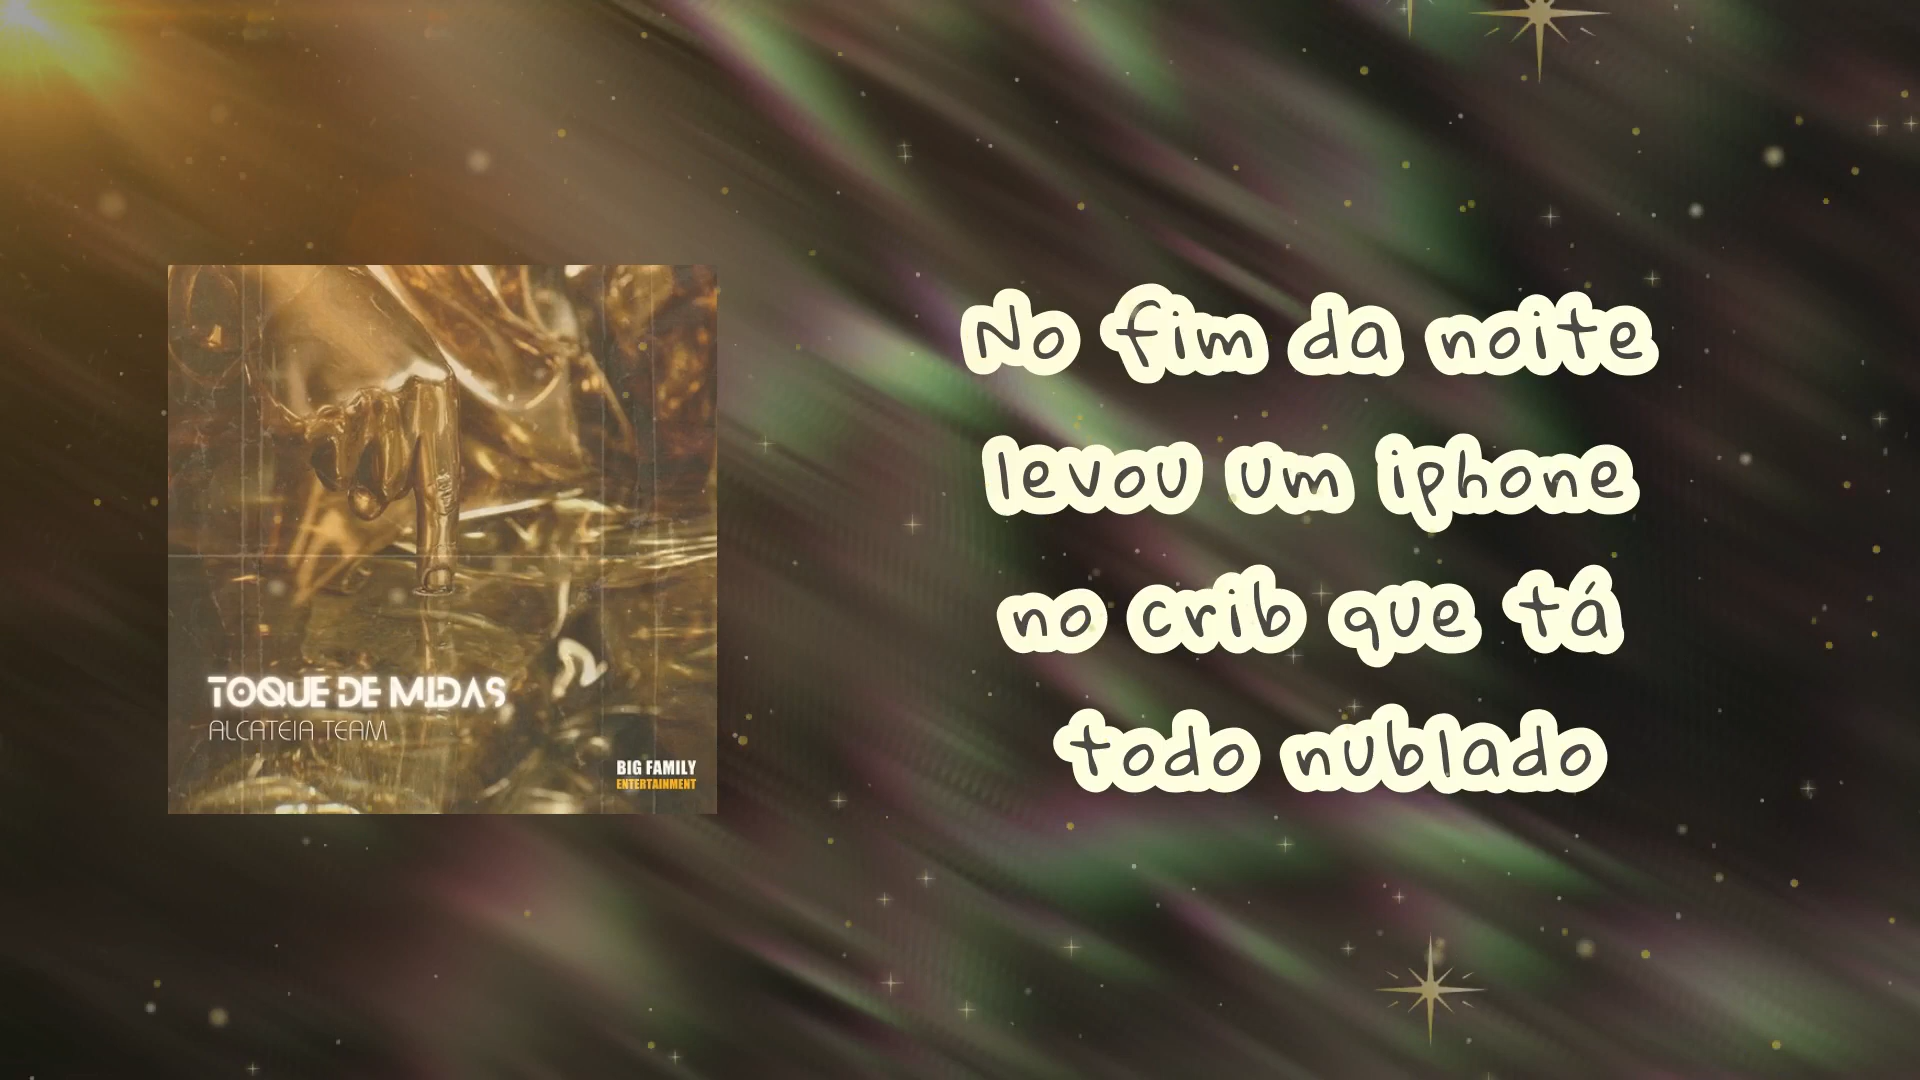 TOQUE DE MIDAS
ALCATEIA TEAM
BIG FAMILY
ENTERTAINMENT
No fim da noite
levou um iphone
no crib que tá
todo nublado